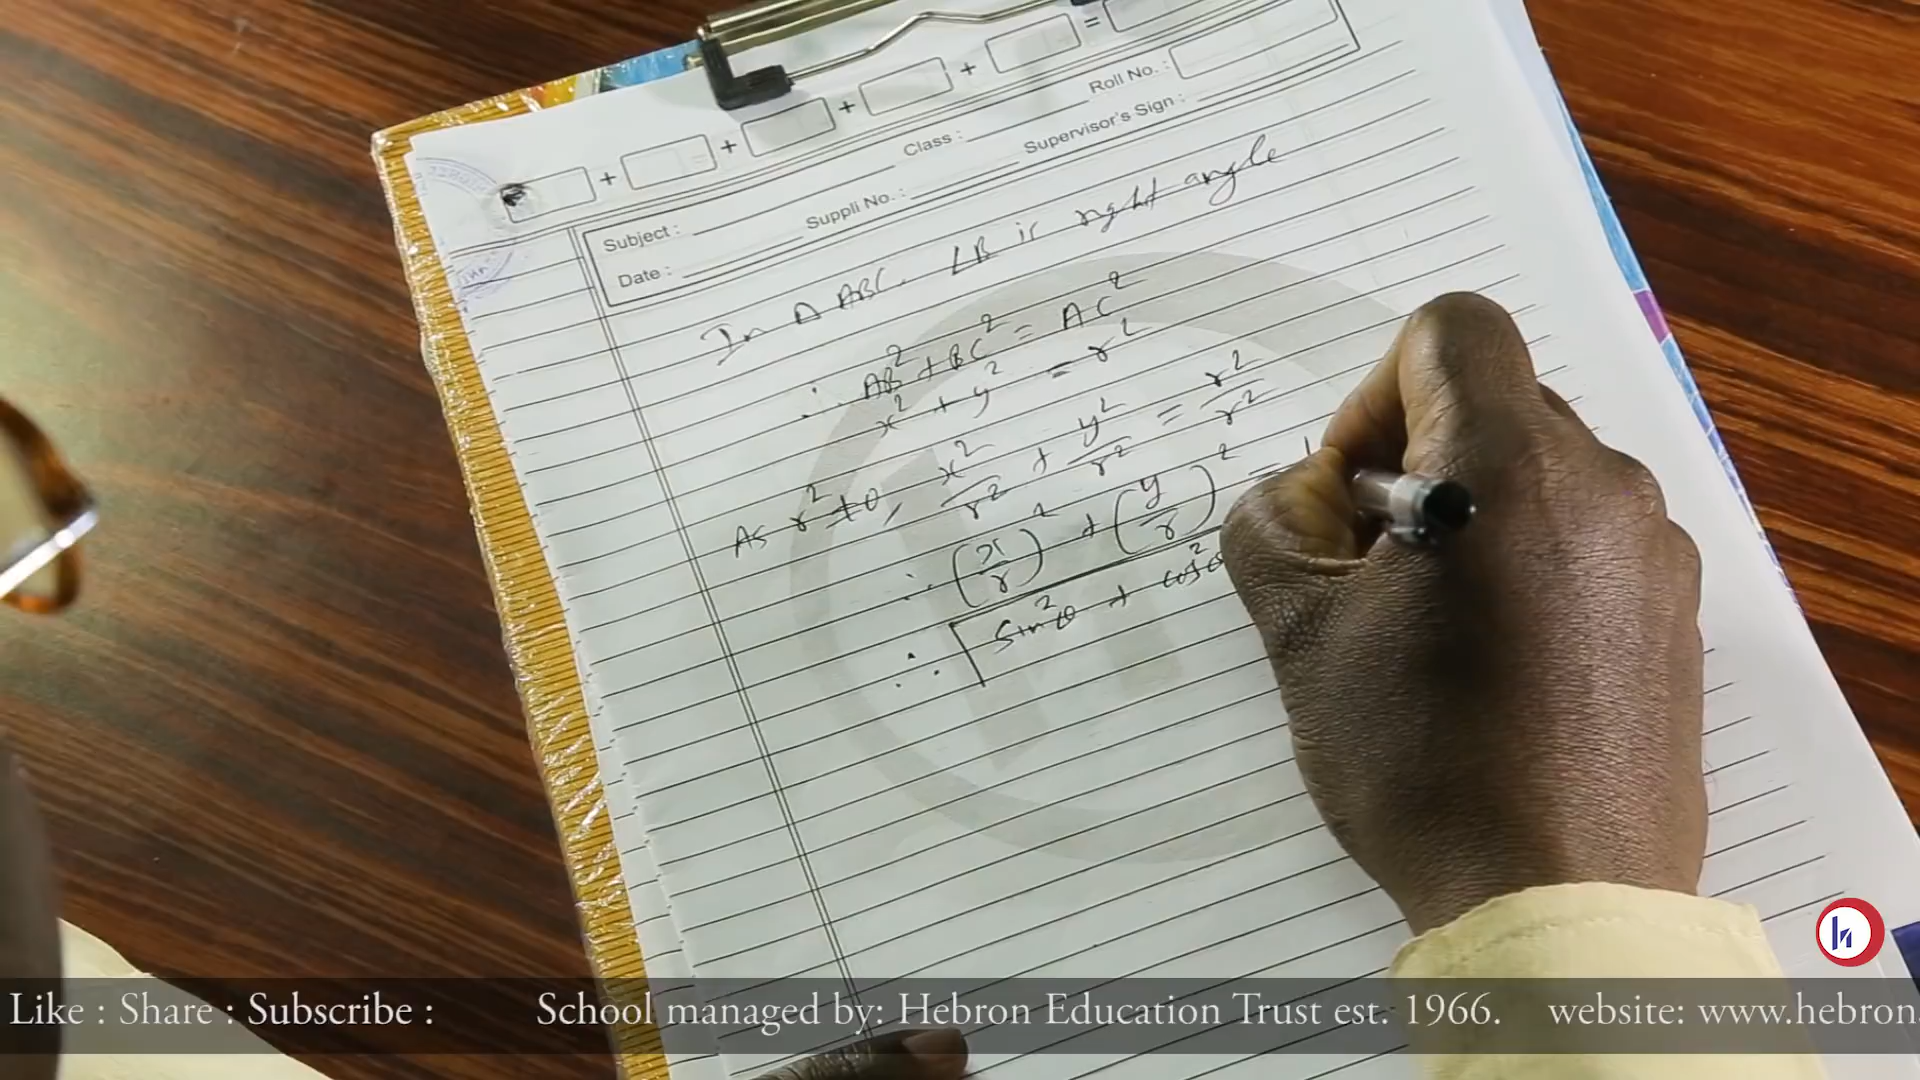 + + + + =
Roll No. :
Class :
Supervisor's Sign :
Subject :
Suppli No. :
Date :
In Δ ABC. ∠B is right angle
∴ AB² + BC² = AC²
x² + y² = r²
As r² ≠ 0, x²/r² + y²/r² = r²/r²
∴ (x/r)² + (y/r)² = 1
∴ sin²θ + cos²θ
Like : Share : Subscribe : School managed by: Hebron Education Trust est. 1966. website: www.hebron